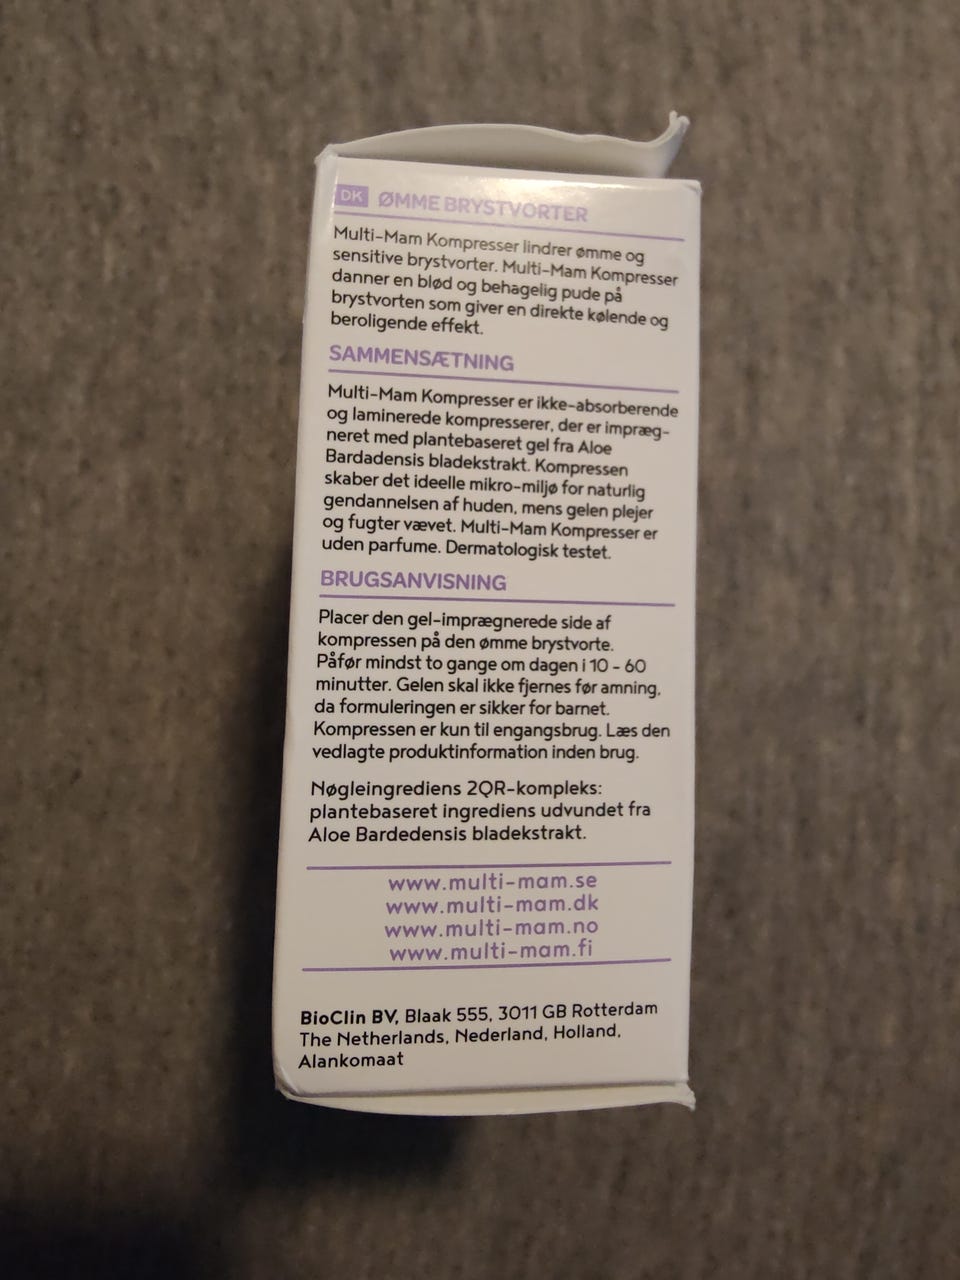 DK ØMME BRYSTVORTER
Multi-Mam Kompresser lindrer ømme og
sensitive brystvorter. Multi-Mam Kompresser
danner en blød og behagelig pude på
brystvorten som giver en direkte kølende og
beroligende effekt.
SAMMENSÆTNING
Multi-Mam Kompresser er ikke-absorberende
og laminerede kompresserer, der er impræg-
neret med plantebaseret gel fra Aloe
Bardadensis bladekstrakt. Kompressen
skaber det ideelle mikro-miljø for naturlig
gendannelsen af huden, mens gelen plejer
og fugter vævet. Multi-Mam Kompresser er
uden parfume. Dermatologisk testet.
BRUGSANVISNING
Placer den gel-imprægnerede side af
kompressen på den ømme brystvorte.
Påfør mindst to gange om dagen i 10 - 60
minutter. Gelen skal ikke fjernes før amning,
da formuleringen er sikker for barnet.
Kompressen er kun til engangsbrug. Læs den
vedlagte produktinformation inden brug.
Nøgleingrediens 2QR-kompleks:
plantebaseret ingrediens udvundet fra
Aloe Bardedensis bladekstrakt.
www.multi-mam.se
www.multi-mam.dk
www.multi-mam.no
www.multi-mam.fi
BioClin BV, Blaak 555, 3011 GB Rotterdam
The Netherlands, Nederland, Holland,
Alankomaat